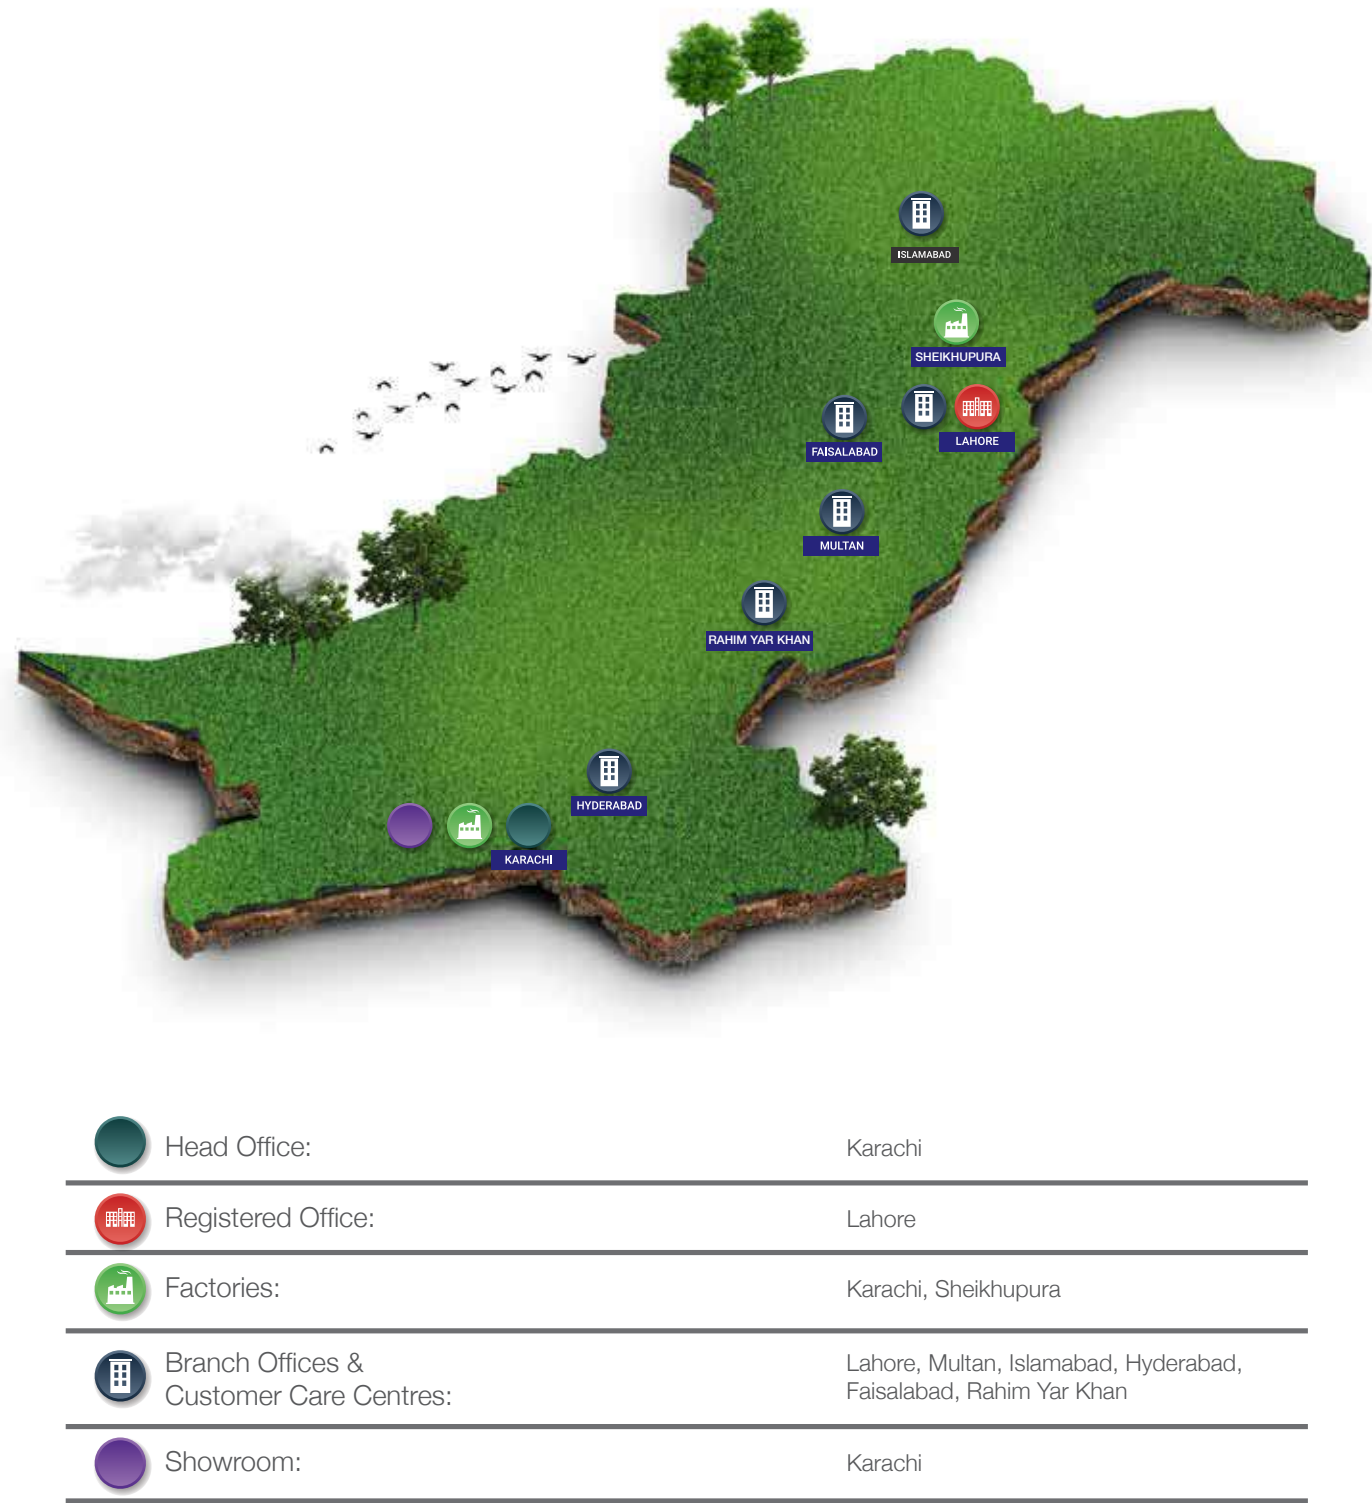 ISLAMABAD
SHEIKHUPURA
LAHORE
FAISALABAD
MULTAN
RAHIM YAR KHAN
HYDERABAD
KARACHI
Head Office: Karachi
Registered Office: Lahore
Factories: Karachi, Sheikhupura
Branch Offices &
Customer Care Centres:
Lahore, Multan, Islamabad, Hyderabad,
Faisalabad, Rahim Yar Khan
Showroom: Karachi